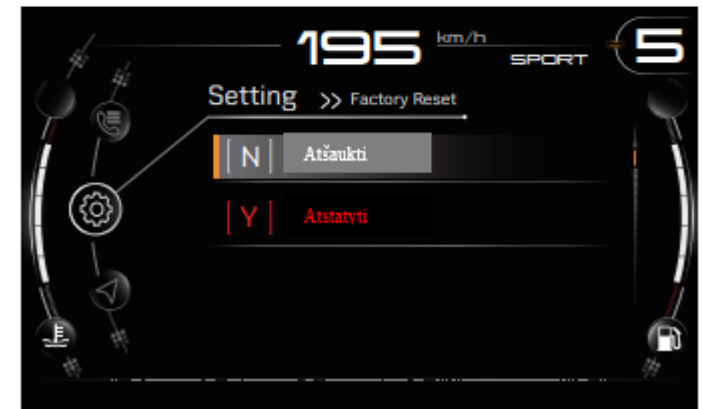 195 km/h
SPORT
5
Setting >> Factory Reset
[ N ] Atšaukti
[ Y ] Atstatyti